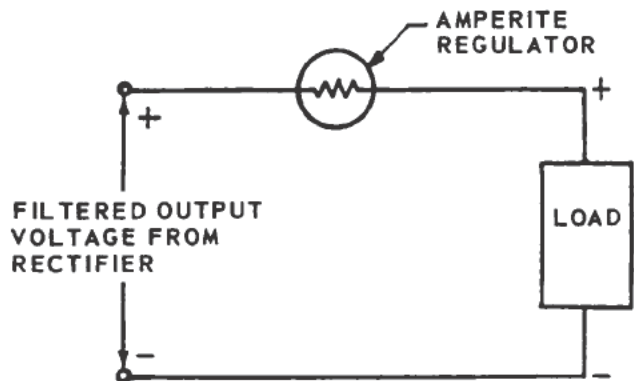 AMPERITE
REGULATOR
+
+
FILTERED OUTPUT
VOLTAGE FROM
RECTIFIER
LOAD
-
-